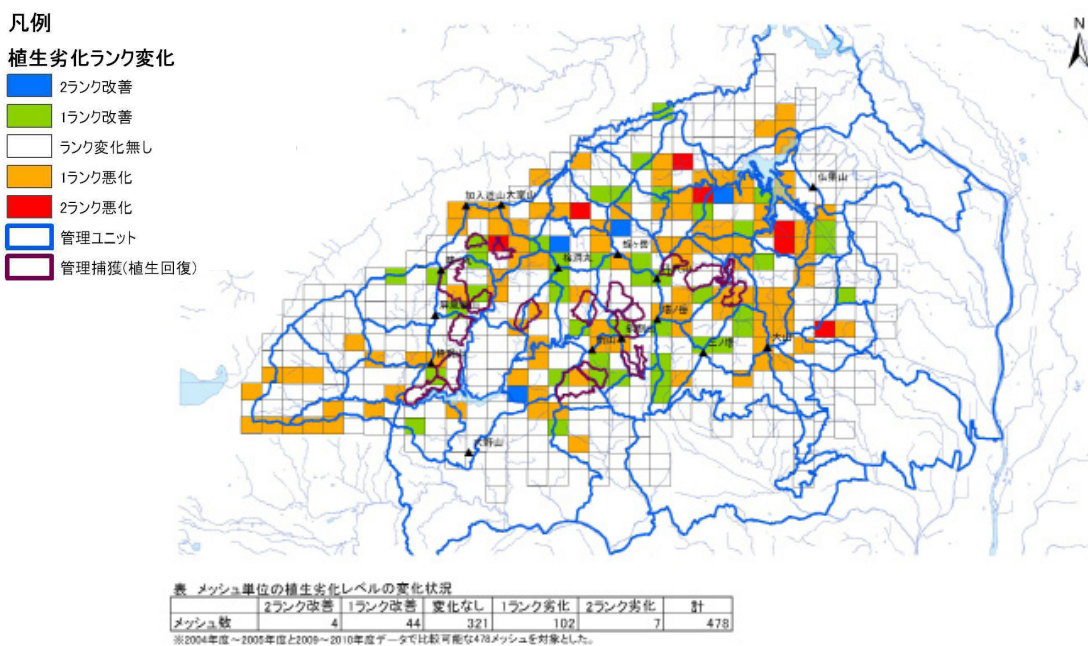 凡例
植生劣化ランク変化
2ランク改善
1ランク改善
ランク変化無し
1ランク悪化
2ランク悪化
管理ユニット
管理捕獲(植生回復)
N
仏果山
加入道山 大室山
檜洞丸
蛭ヶ岳
塔ノ岳
鍋割山
三ノ塔
大山
大野山
表 メッシュ単位の植生劣化レベルの変化状況
2ランク改善 1ランク改善 変化なし 1ランク劣化 2ランク劣化 計
メッシュ数 4 44 321 102 7 478
※2004年度～2005年度と2009～2010年度データで比較可能な478メッシュを対象とした。